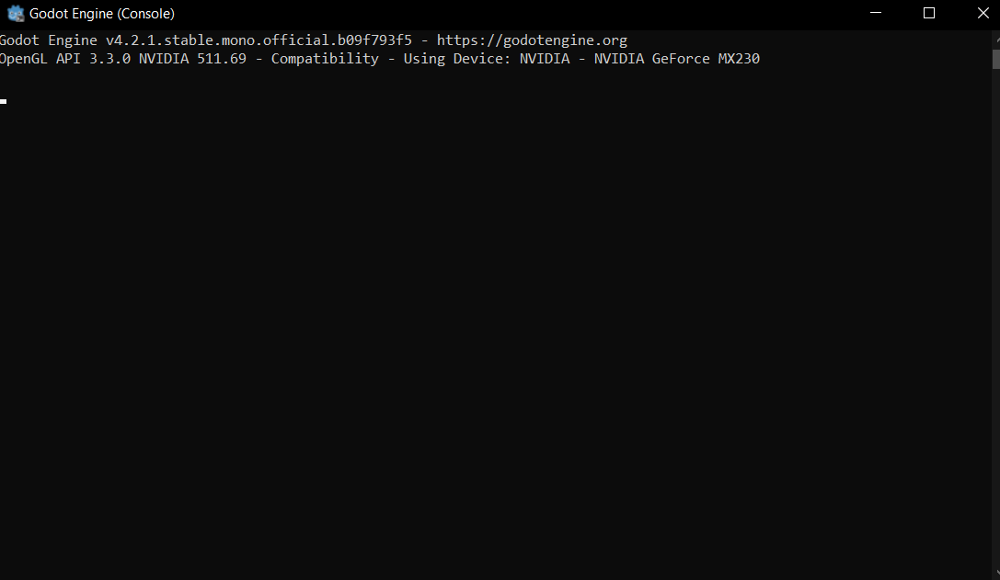 Godot Engine (Console)
Godot Engine v4.2.1.stable.mono.official.b09f793f5 - https://godotengine.org
OpenGL API 3.3.0 NVIDIA 511.69 - Compatibility - Using Device: NVIDIA - NVIDIA GeForce MX230